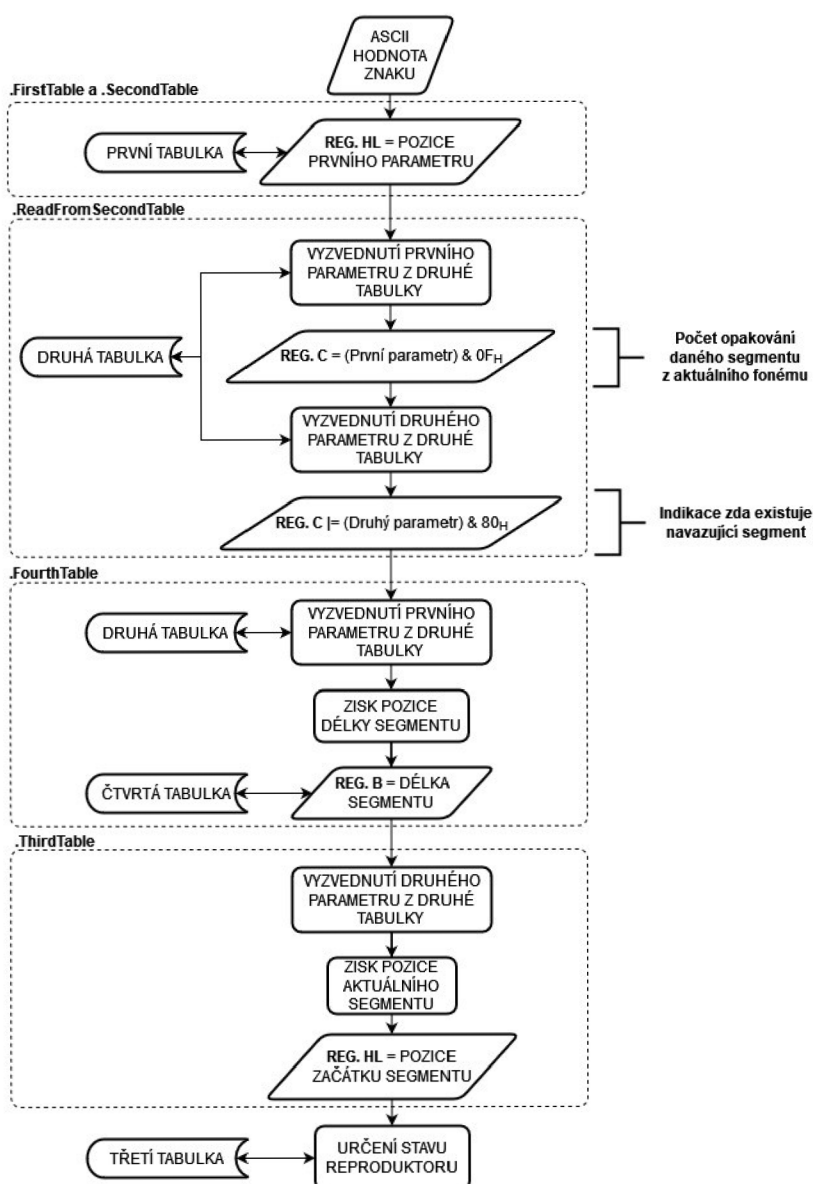 ASCII
HODNOTA
ZNAKU
.FirstTable a .SecondTable
PRVNÍ TABULKA
REG. HL = POZICE
PRVNÍHO PARAMETRU
.ReadFromSecondTable
VYZVEDNUTÍ PRVNÍHO
PARAMETRU Z DRUHÉ
TABULKY
DRUHÁ TABULKA
REG. C = (První parametr) & 0F_H
Počet opakování
daného segmentu
z aktuálního fonému
VYZVEDNUTÍ DRUHÉHO
PARAMETRU Z DRUHÉ
TABULKY
REG. C |= (Druhý parametr) & 80_H
Indikace zda existuje
navazující segment
.FourthTable
DRUHÁ TABULKA
VYZVEDNUTÍ PRVNÍHO
PARAMETRU Z DRUHÉ
TABULKY
ZISK POZICE
DÉLKY SEGMENTU
ČTVRTÁ TABULKA
REG. B = DÉLKA
SEGMENTU
.ThirdTable
VYZVEDNUTÍ DRUHÉHO
PARAMETRU Z DRUHÉ
TABULKY
ZISK POZICE
AKTUÁLNÍHO
SEGMENTU
REG. HL = POZICE
ZAČÁTKU SEGMENTU
TŘETÍ TABULKA
URČENÍ STAVU
REPRODUKTORU